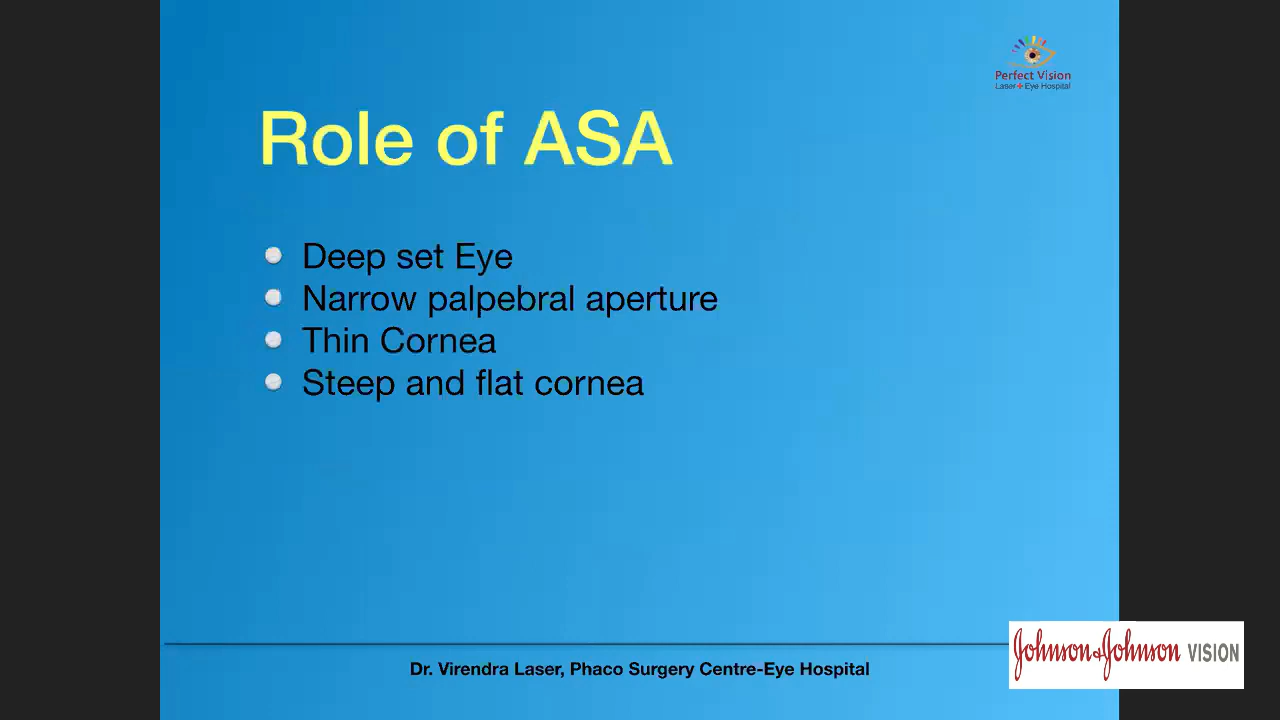 Perfect Vision
Laser+Eye Hospital
Role of ASA
Deep set Eye
Narrow palpebral aperture
Thin Cornea
Steep and flat cornea
Dr. Virendra Laser, Phaco Surgery Centre-Eye Hospital
Johnson & Johnson VISION